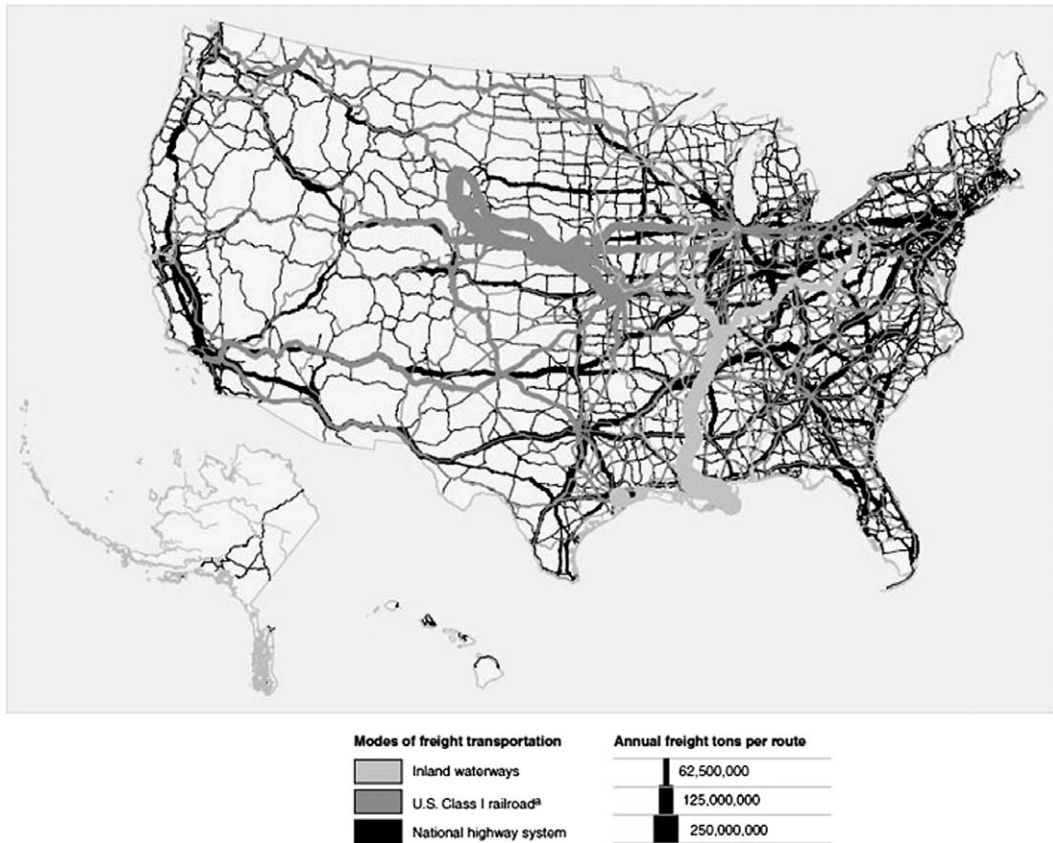 Modes of freight transportation
Inland waterways
U.S. Class I railroadᵃ
National highway system
Annual freight tons per route
62,500,000
125,000,000
250,000,000